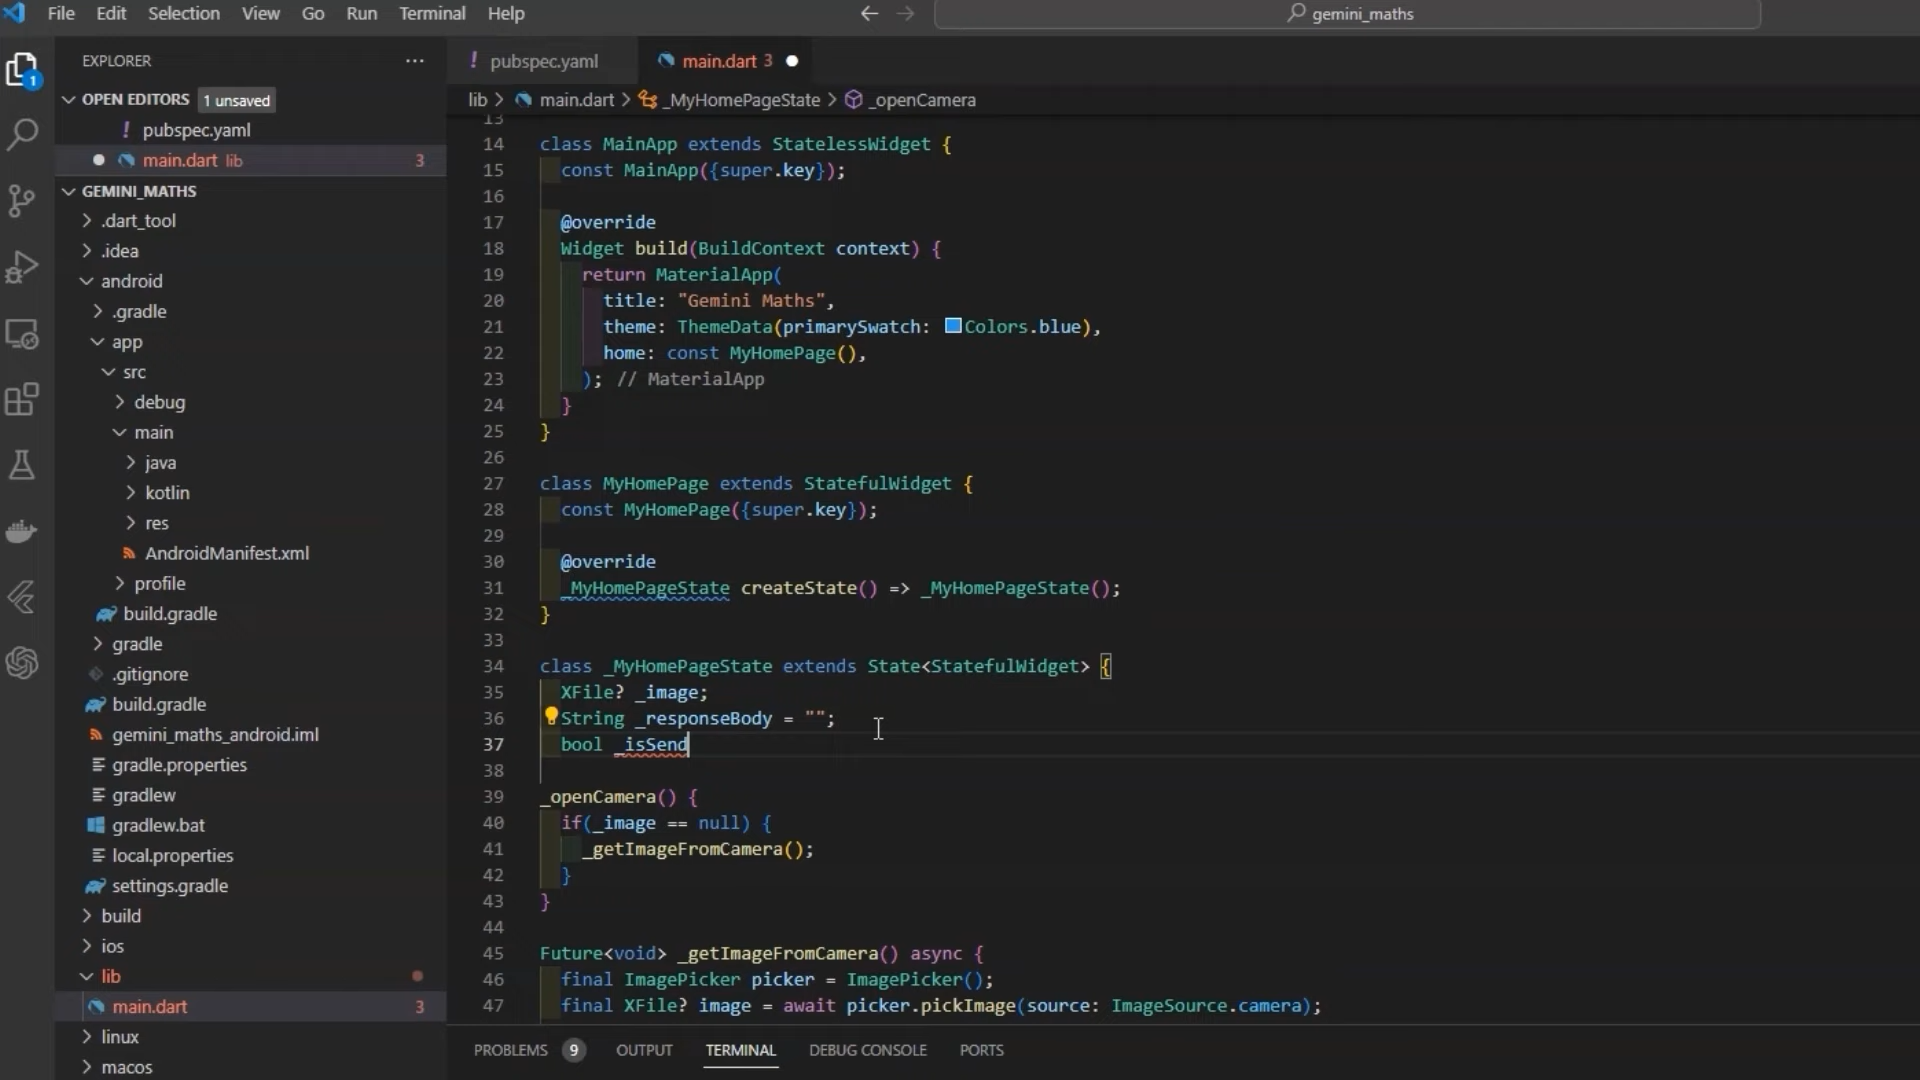 File Edit Selection View Go Run Terminal Help
gemini_maths
EXPLORER
OPEN EDITORS 1 unsaved
! pubspec.yaml
main.dart lib 3
GEMINI_MATHS
.dart_tool
.idea
android
.gradle
app
src
debug
main
java
kotlin
res
AndroidManifest.xml
profile
build.gradle
gradle
.gitignore
build.gradle
gemini_maths_android.iml
gradle.properties
gradlew
gradlew.bat
local.properties
settings.gradle
build
ios
lib
main.dart 3
linux
macos
1
! pubspec.yaml main.dart 3
lib > main.dart > _MyHomePageState > _openCamera
13
14 class MainApp extends StatelessWidget {
15 const MainApp({super.key});
16
17 @override
18 Widget build(BuildContext context) {
19 return MaterialApp(
20 title: "Gemini Maths",
21 theme: ThemeData(primarySwatch: Colors.blue),
22 home: const MyHomePage(),
23 ); // MaterialApp
24 }
25 }
26
27 class MyHomePage extends StatefulWidget {
28 const MyHomePage({super.key});
29
30 @override
31 _MyHomePageState createState() => _MyHomePageState();
32 }
33
34 class _MyHomePageState extends State<StatefulWidget> {
35 XFile? _image;
36 String _responseBody = "";
37 bool _isSend
38
39 _openCamera() {
40 if(_image == null) {
41 _getImageFromCamera();
42 }
43 }
44
45 Future<void> _getImageFromCamera() async {
46 final ImagePicker picker = ImagePicker();
47 final XFile? image = await picker.pickImage(source: ImageSource.camera);
PROBLEMS 9 OUTPUT TERMINAL DEBUG CONSOLE PORTS